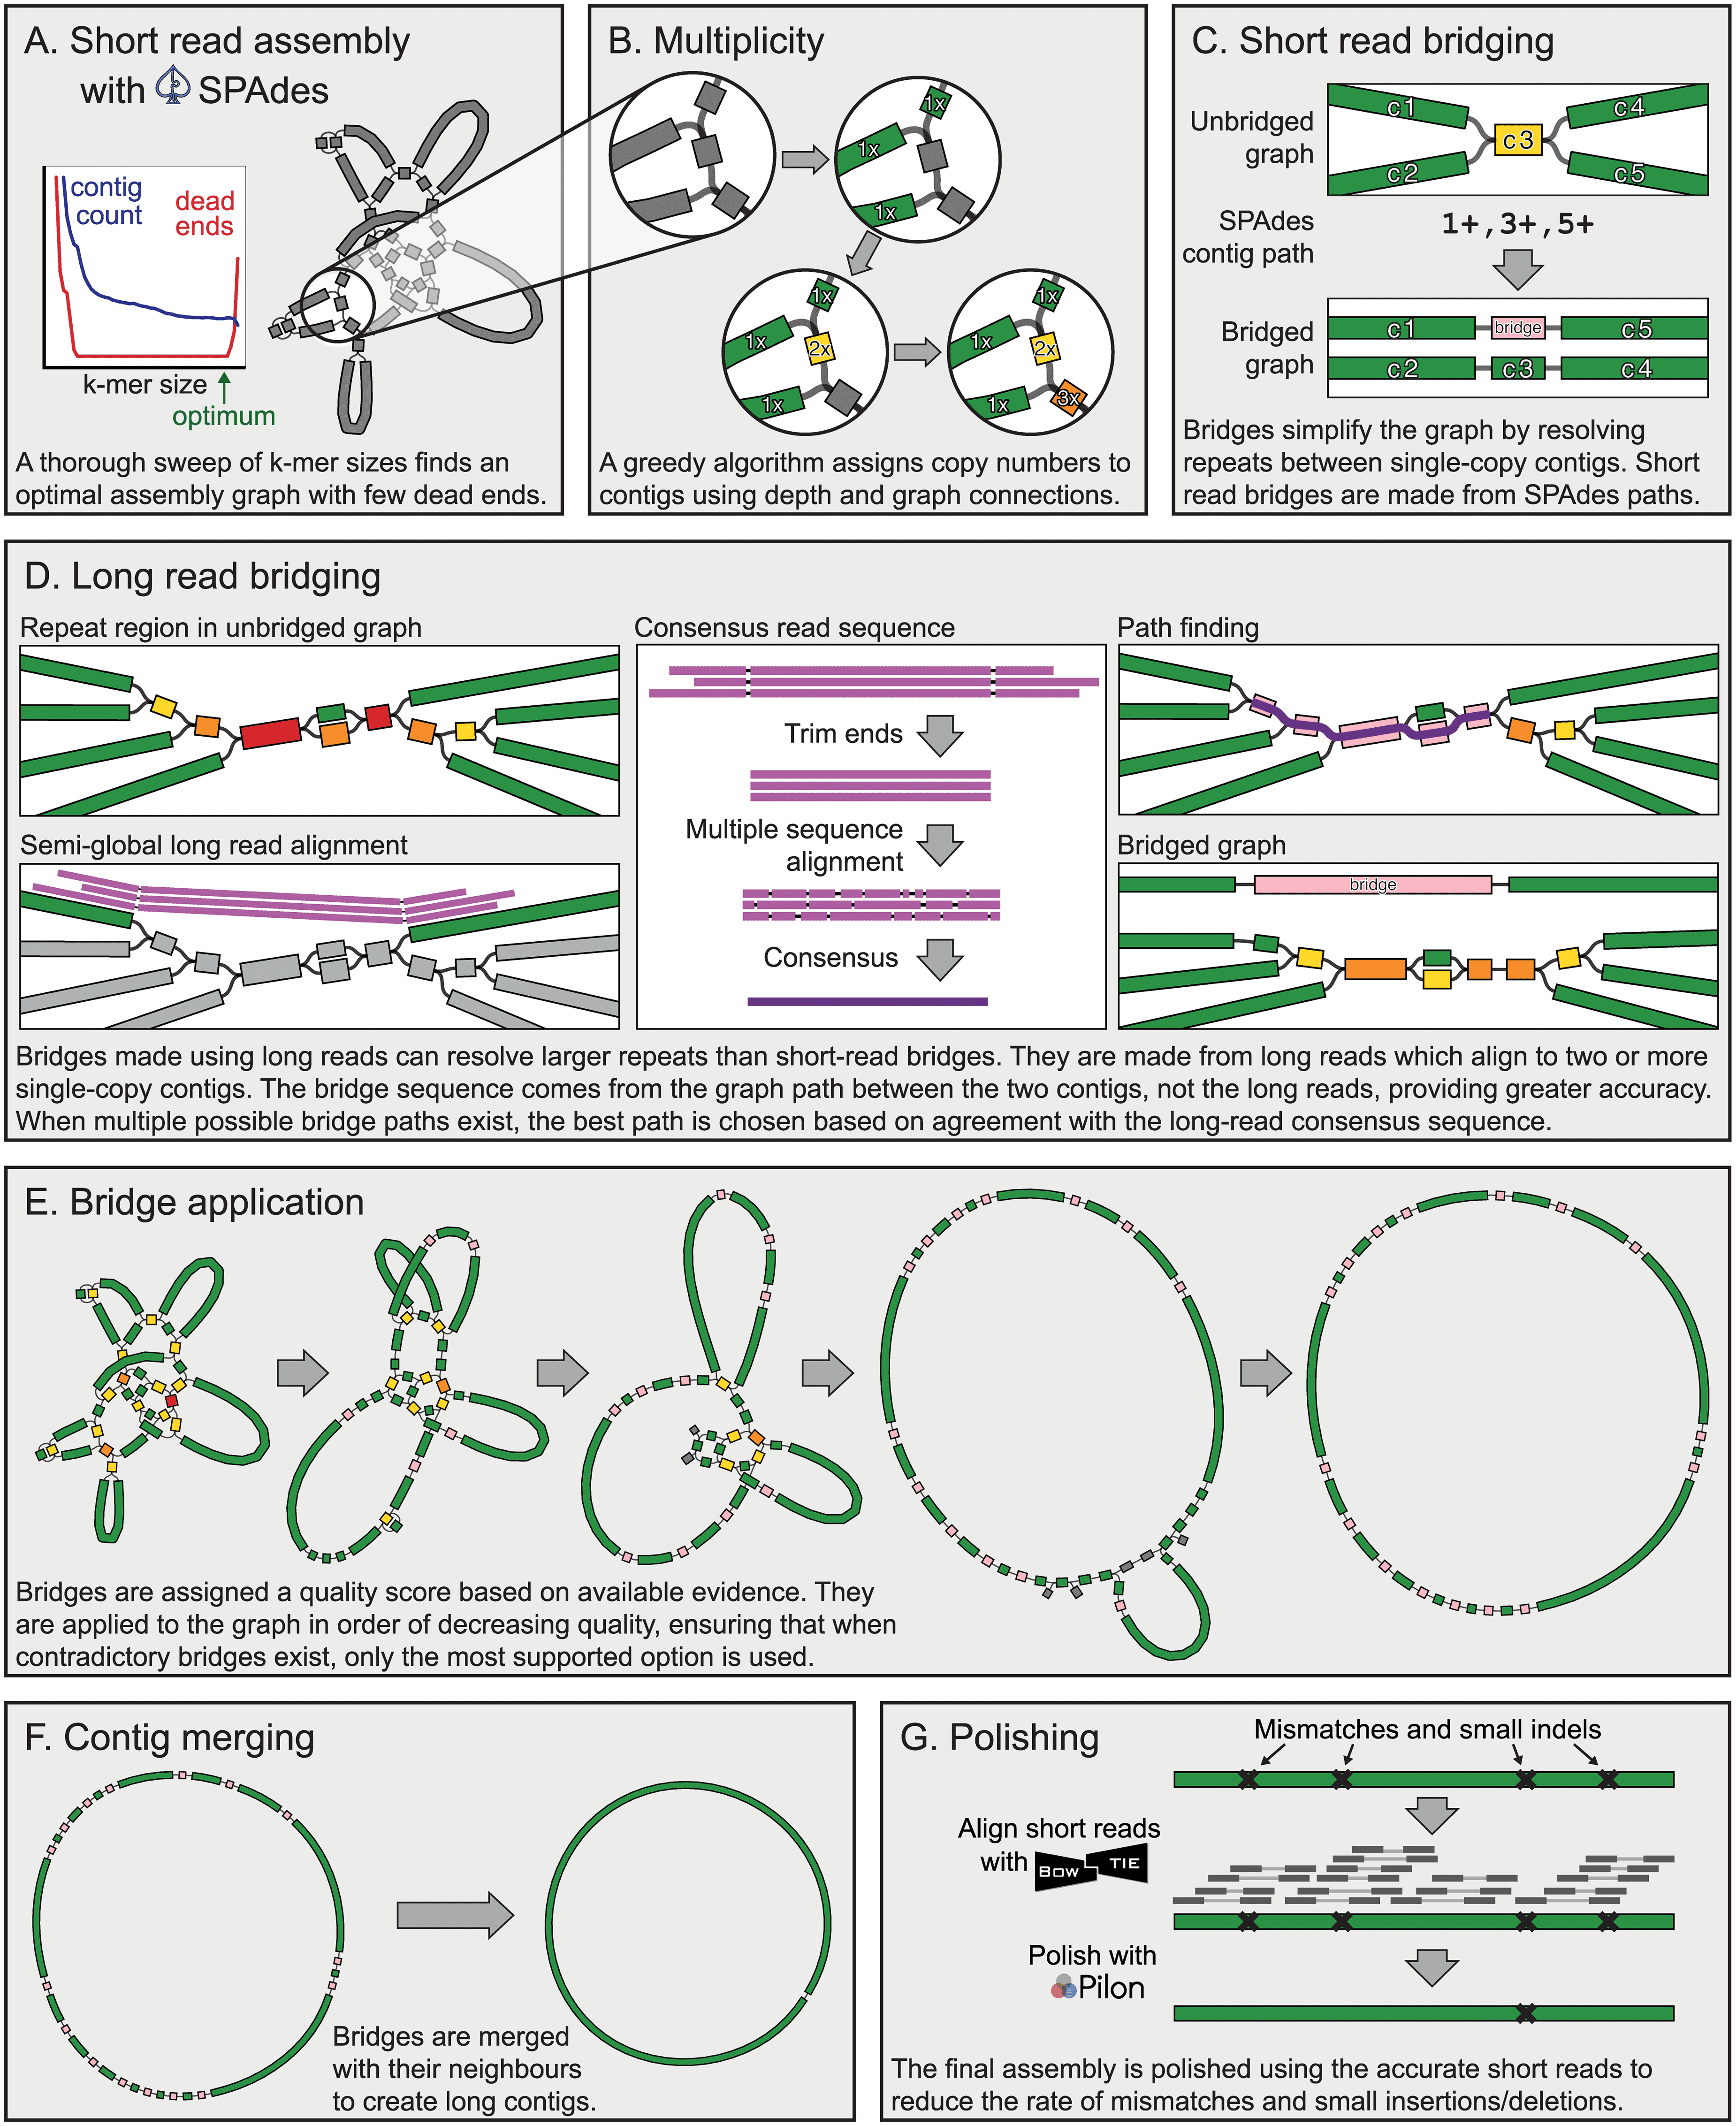 A. Short read assembly
with SPAdes
contig
count
dead
ends
k-mer size
optimum
A thorough sweep of k-mer sizes finds an
optimal assembly graph with few dead ends.
B. Multiplicity
1x
1x
1x
1x
1x
2x
1x
1x
1x
2x
1x
3x
A greedy algorithm assigns copy numbers to
contigs using depth and graph connections.
C. Short read bridging
Unbridged
graph
c1
c4
c3
c2
c5
SPAdes
contig path
1+,3+,5+
Bridged
graph
c1
bridge
c5
c2
c3
c4
Bridges simplify the graph by resolving
repeats between single-copy contigs. Short
read bridges are made from SPAdes paths.
D. Long read bridging
Repeat region in unbridged graph
Semi-global long read alignment
Consensus read sequence
Trim ends
Multiple sequence
alignment
Consensus
Path finding
Bridged graph
bridge
Bridges made using long reads can resolve larger repeats than short-read bridges. They are made from long reads which align to two or more
single-copy contigs. The bridge sequence comes from the graph path between the two contigs, not the long reads, providing greater accuracy.
When multiple possible bridge paths exist, the best path is chosen based on agreement with the long-read consensus sequence.
E. Bridge application
Bridges are assigned a quality score based on available evidence. They
are applied to the graph in order of decreasing quality, ensuring that when
contradictory bridges exist, only the most supported option is used.
F. Contig merging
Bridges are merged
with their neighbours
to create long contigs.
G. Polishing
Mismatches and small indels
Align short reads
with BOW TIE
Polish with
Pilon
The final assembly is polished using the accurate short reads to
reduce the rate of mismatches and small insertions/deletions.